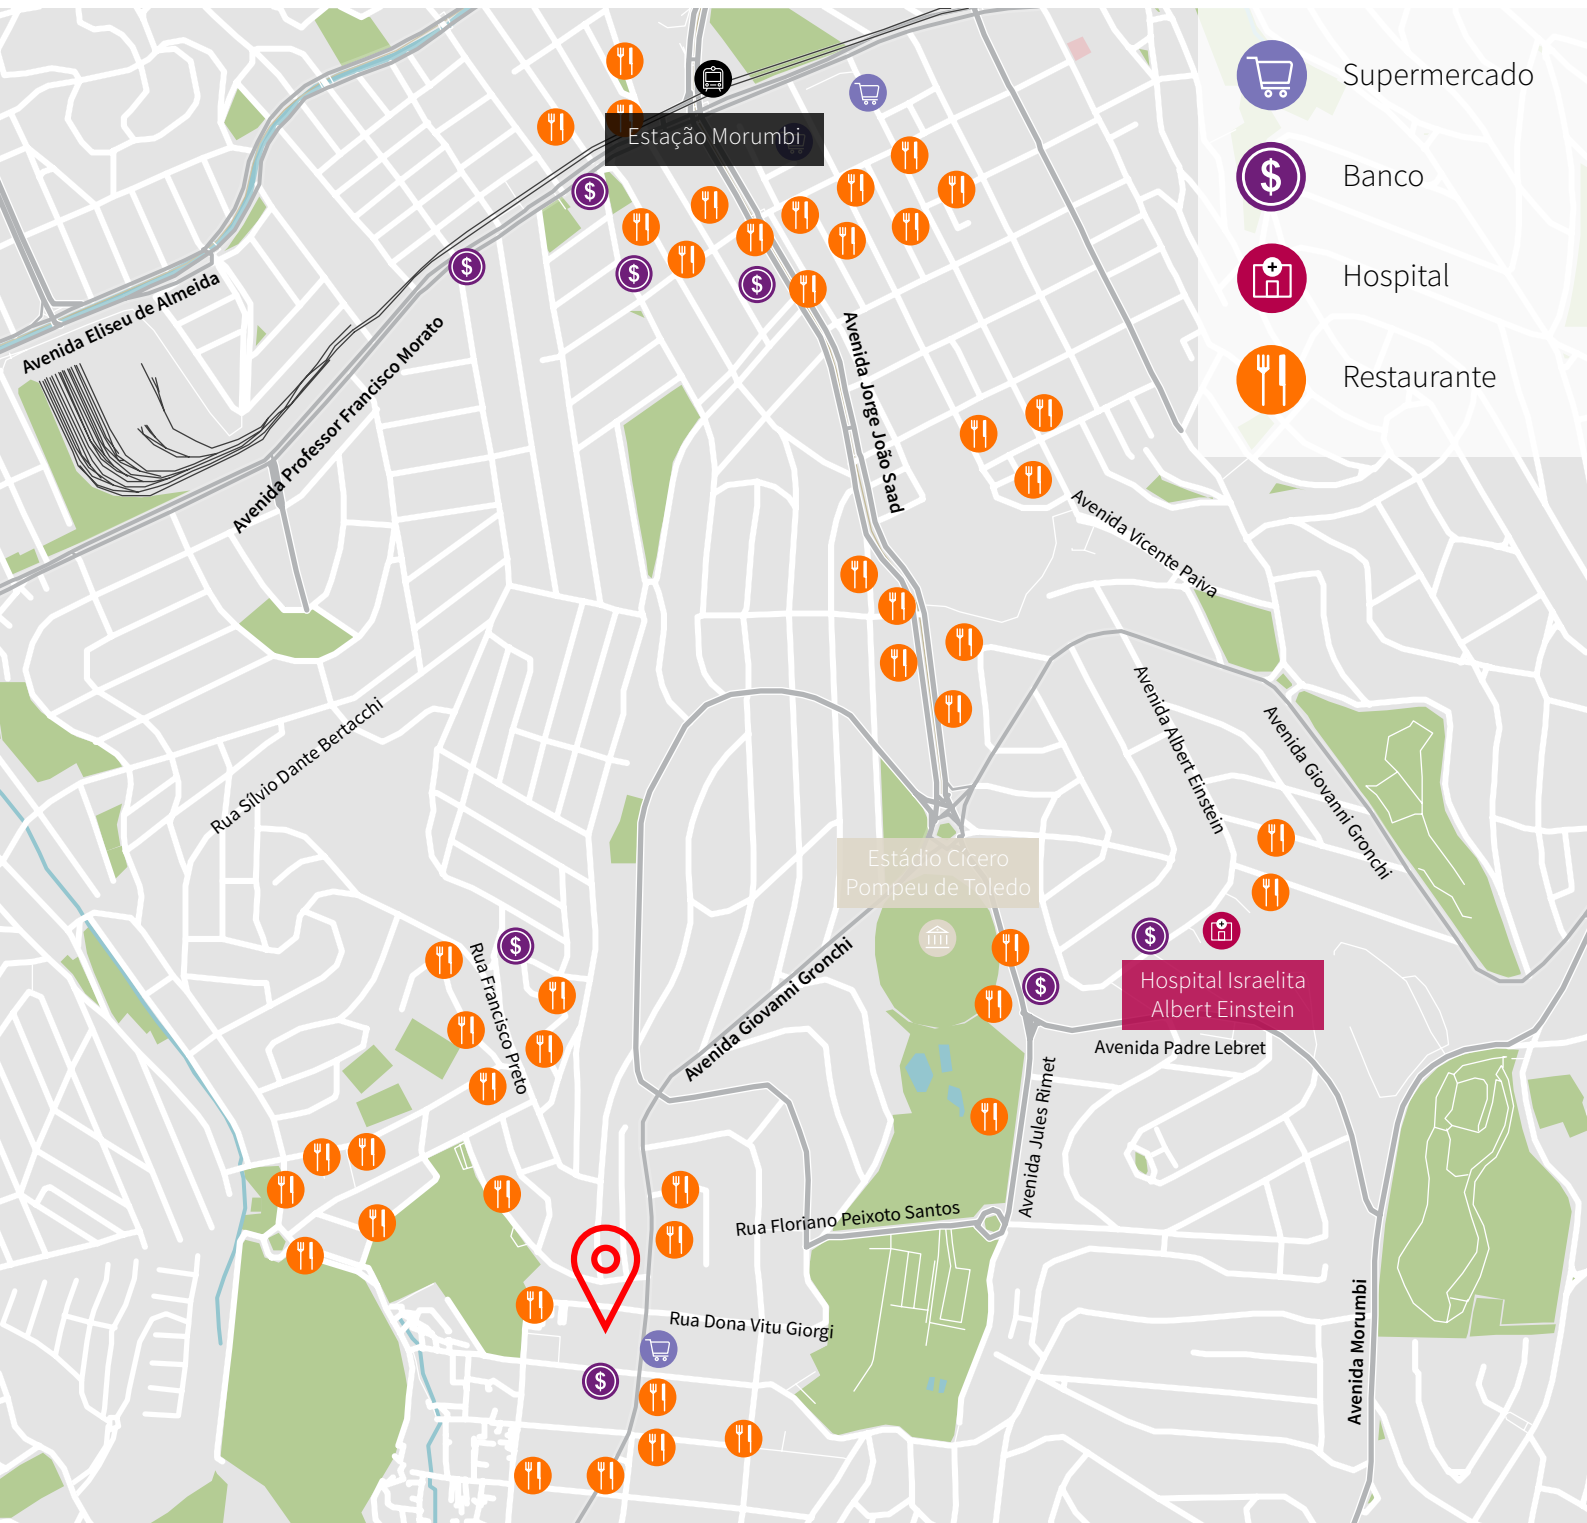 Supermercado
Banco
Hospital
Restaurante
Estação Morumbi
Avenida Eliseu de Almeida
Avenida Professor Francisco Morato
Avenida Jorge João Saad
Avenida Vicente Paiva
Avenida Albert Einstein
Avenida Giovanni Gronchi
Rua Sílvio Dante Bertacchi
Estádio Cícero
Pompeu de Toledo
Rua Francisco Preto
Avenida Giovanni Gronchi
Hospital Israelita
Albert Einstein
Avenida Padre Lebret
Avenida Jules Rimet
Rua Floriano Peixoto Santos
Rua Dona Vitu Giorgi
Avenida Morumbi